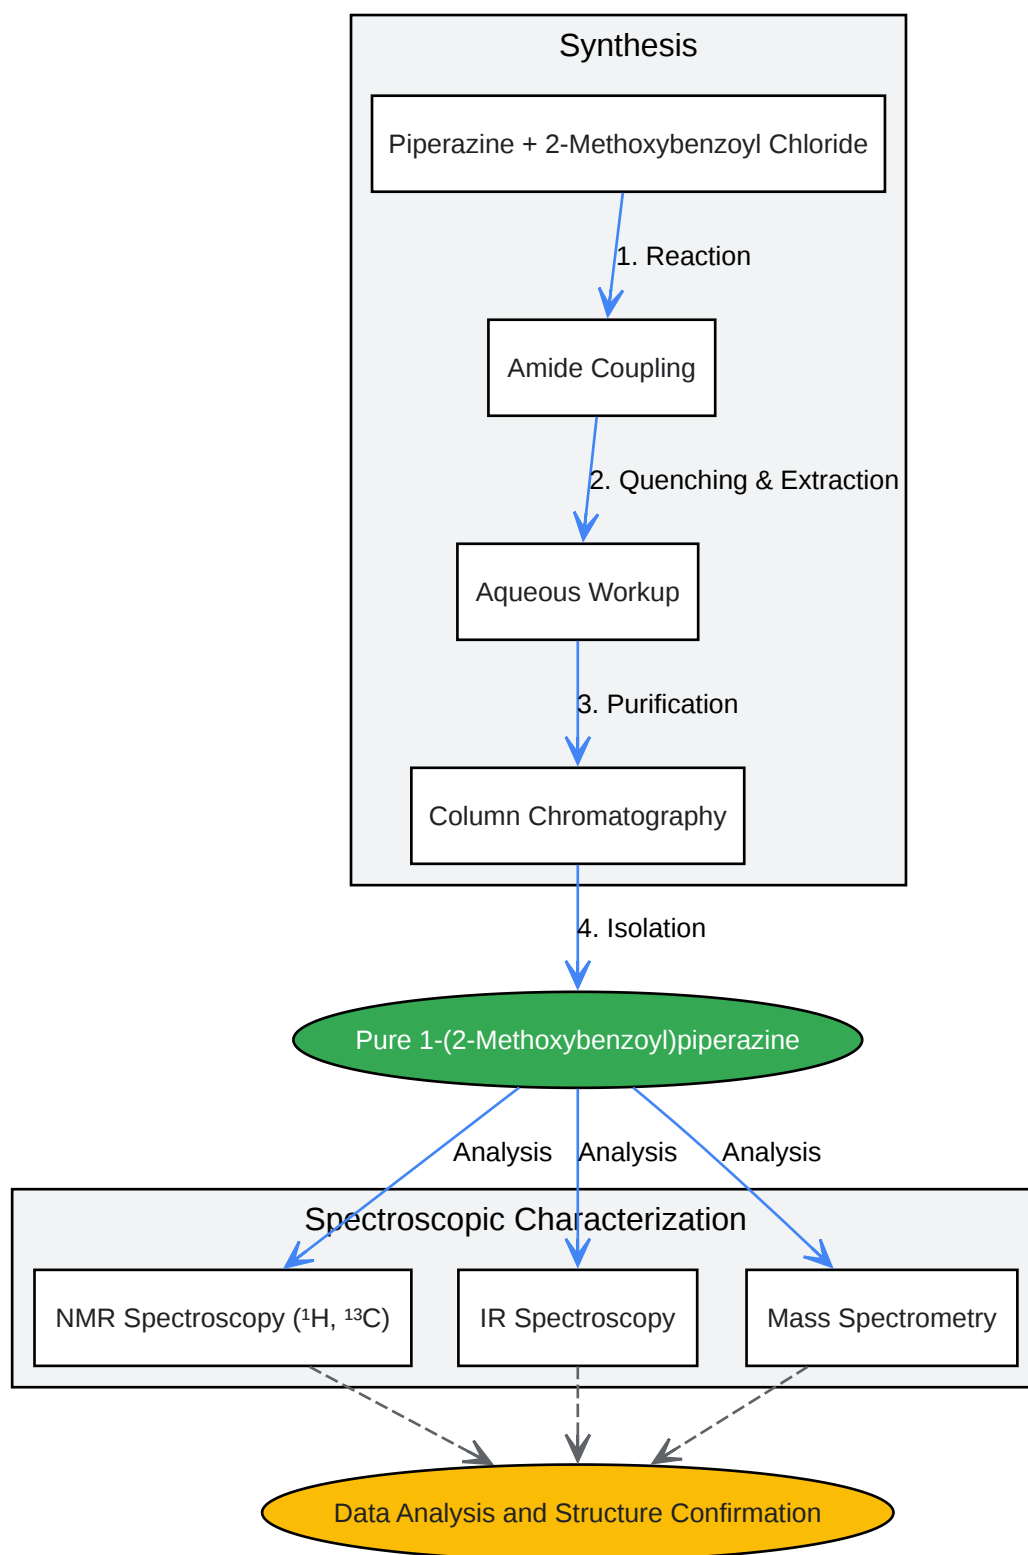 Synthesis
Piperazine + 2-Methoxybenzoyl Chloride
1. Reaction
Amide Coupling
2. Quenching & Extraction
Aqueous Workup
3. Purification
Column Chromatography
4. Isolation
Pure 1-(2-Methoxybenzoyl)piperazine
Analysis
Analysis
Analysis
Spectroscopic Characterization
NMR Spectroscopy (¹H, ¹³C)
IR Spectroscopy
Mass Spectrometry
Data Analysis and Structure Confirmation